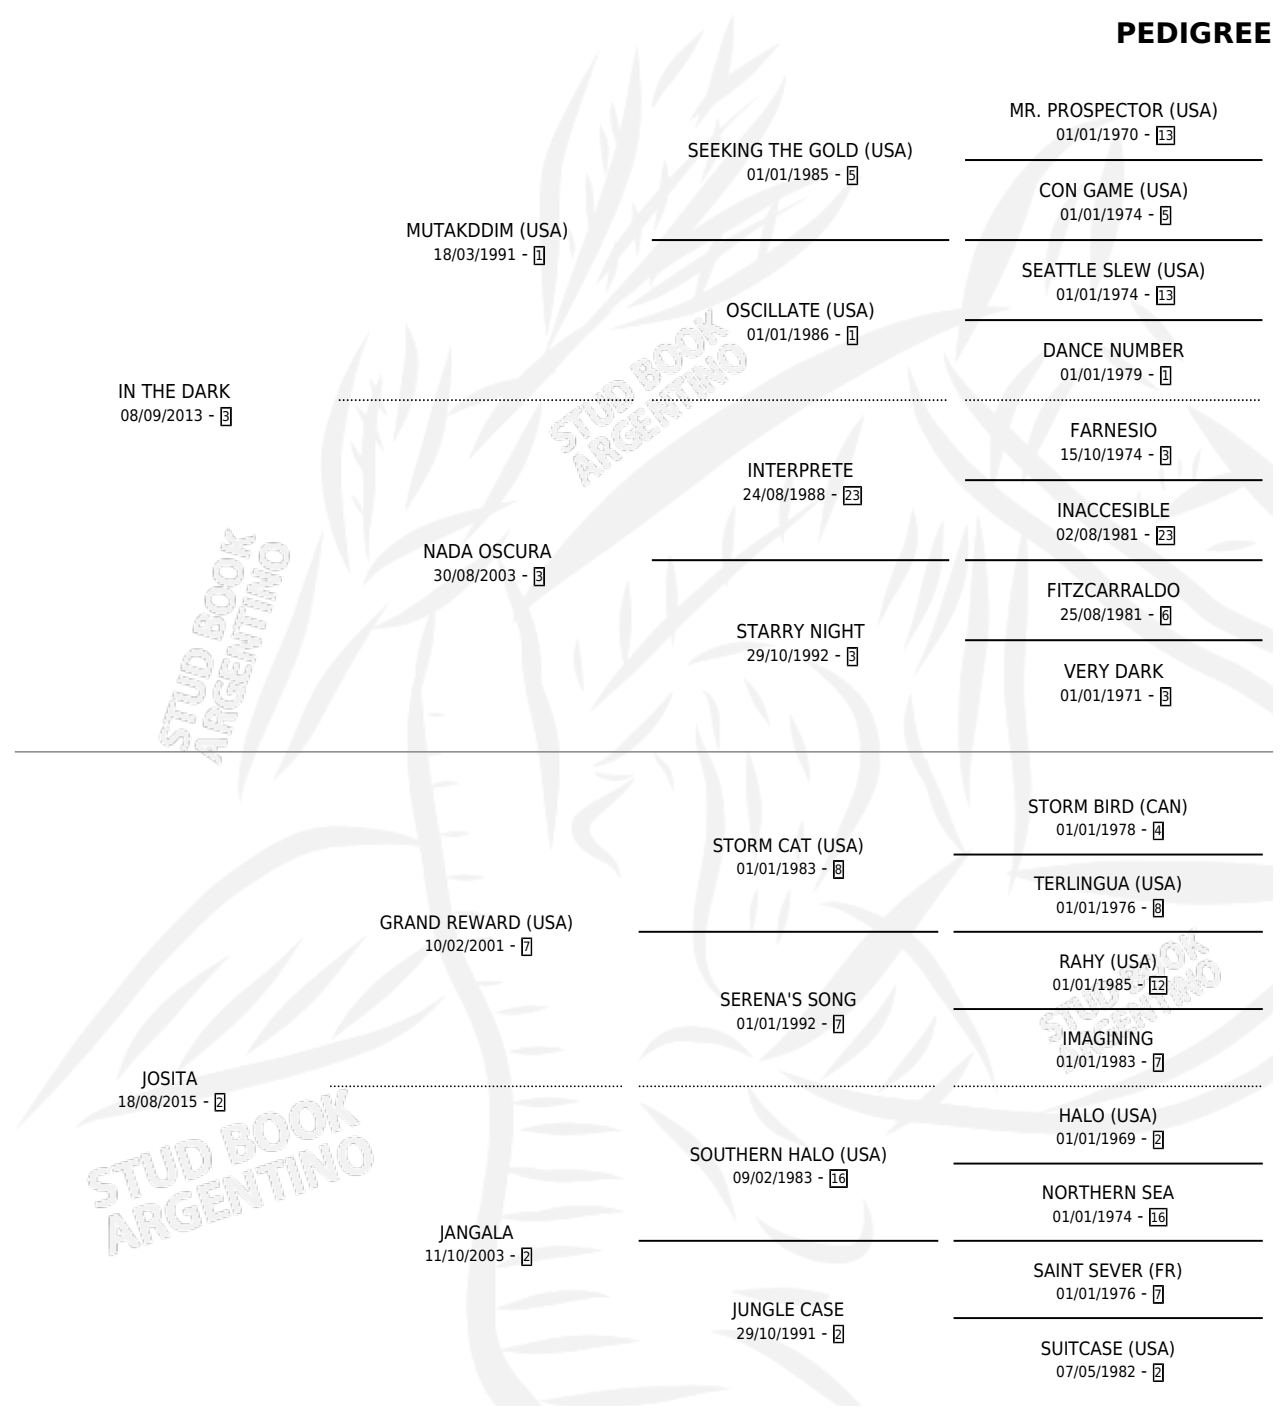 PEDIGREE
MR. PROSPECTOR (USA)
01/01/1970 - 13
SEEKING THE GOLD (USA)
01/01/1985 - 5
CON GAME (USA)
01/01/1974 - 5
MUTAKDDIM (USA)
18/03/1991 - 1
SEATTLE SLEW (USA)
01/01/1974 - 13
OSCILLATE (USA)
01/01/1986 - 1
DANCE NUMBER
01/01/1979 - 1
IN THE DARK
08/09/2013 - 3
FARNESIO
15/10/1974 - 3
INTERPRETE
24/08/1988 - 23
INACCESIBLE
02/08/1981 - 23
NADA OSCURA
30/08/2003 - 3
FITZCARRALDO
25/08/1981 - 6
STARRY NIGHT
29/10/1992 - 3
VERY DARK
01/01/1971 - 3
STORM BIRD (CAN)
01/01/1978 - 4
STORM CAT (USA)
01/01/1983 - 8
TERLINGUA (USA)
01/01/1976 - 8
GRAND REWARD (USA)
10/02/2001 - 7
RAHY (USA)
01/01/1985 - 12
SERENA'S SONG
01/01/1992 - 7
IMAGINING
01/01/1983 - 7
JOSITA
18/08/2015 - 2
HALO (USA)
01/01/1969 - 2
SOUTHERN HALO (USA)
09/02/1983 - 16
NORTHERN SEA
01/01/1974 - 16
JANGALA
11/10/2003 - 2
SAINT SEVER (FR)
01/01/1976 - 7
JUNGLE CASE
29/10/1991 - 2
SUITCASE (USA)
07/05/1982 - 2
STUD BOOK
ARGENTINO
STUD BOOK
ARGENTINO
STUD BOOK
ARGENTINO
STUD BOOK
ARGENTINO